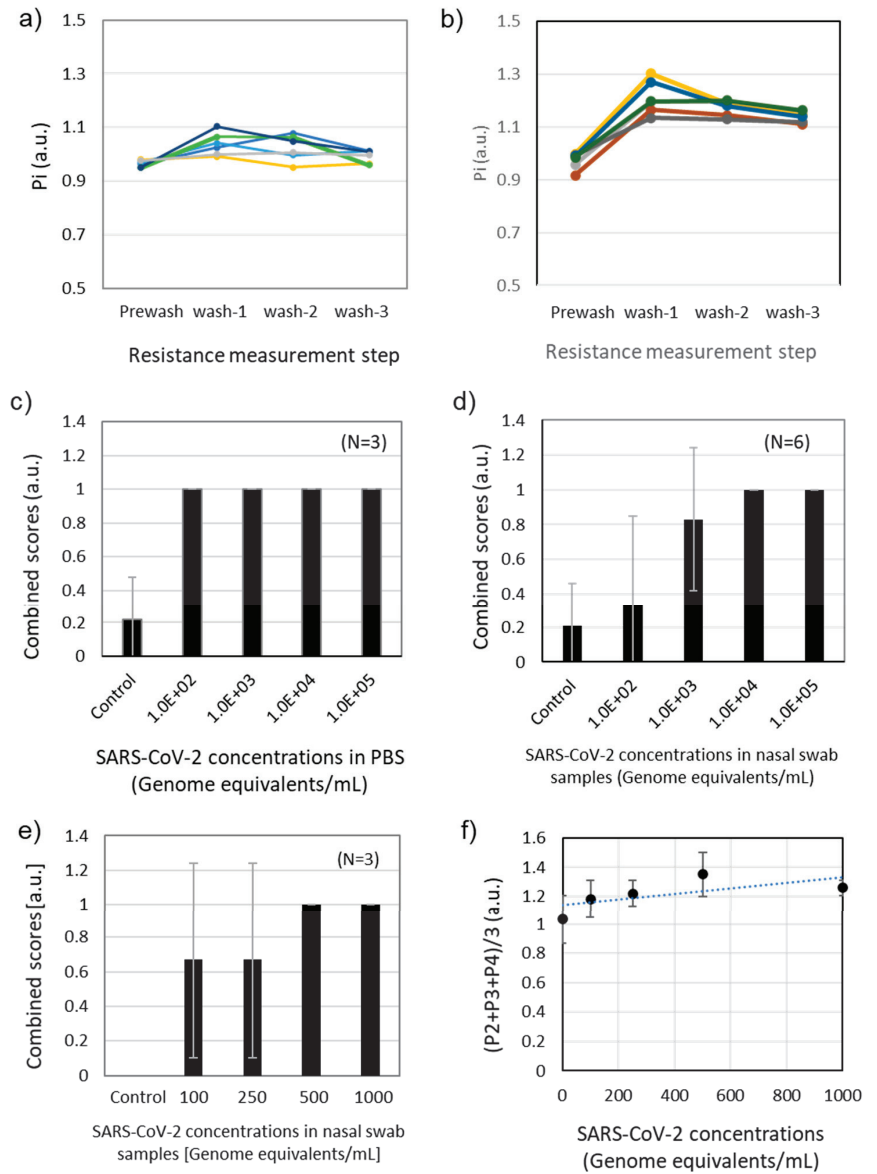 a)
1.5
1.3
1.1
0.9
0.7
0.5
Pi (a.u.)
Prewash wash-1 wash-2 wash-3
Resistance measurement step
b)
1.5
1.3
1.1
0.9
0.7
0.5
Pi (a.u.)
Prewash wash-1 wash-2 wash-3
Resistance measurement step
c)
1.4
1.2
1
0.8
0.6
0.4
0.2
0
Combined scores (a.u.)
(N=3)
Control 1.0E+02 1.0E+03 1.0E+04 1.0E+05
SARS-CoV-2 concentrations in PBS
(Genome equivalents/mL)
d)
1.4
1.2
1
0.8
0.6
0.4
0.2
0
Combined scores (a.u.)
(N=6)
Control 1.0E+02 1.0E+03 1.0E+04 1.0E+05
SARS-CoV-2 concentrations in nasal swab
samples (Genome equivalents/mL)
e)
1.4
1.2
1
0.8
0.6
0.4
0.2
0
Combined scores [a.u.]
(N=3)
Control 100 250 500 1000
SARS-CoV-2 concentrations in nasal swab
samples [Genome equivalents/mL]
f)
1.6
1.4
1.2
1
0.8
0.6
0.4
0.2
0
(P2+P3+P4)/3 (a.u.)
0 200 400 600 800 1000
SARS-CoV-2 concentrations
(Genome equivalents/mL)